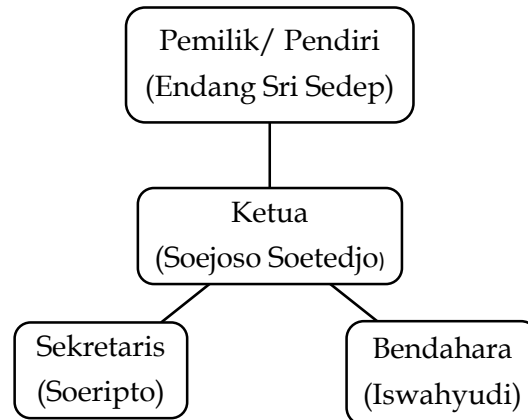 Pemilik/ Pendiri
(Endang Sri Sedep)
Ketua
(Soejoso Soetedjo)
Sekretaris
(Soeripto)
Bendahara
(Iswahyudi)